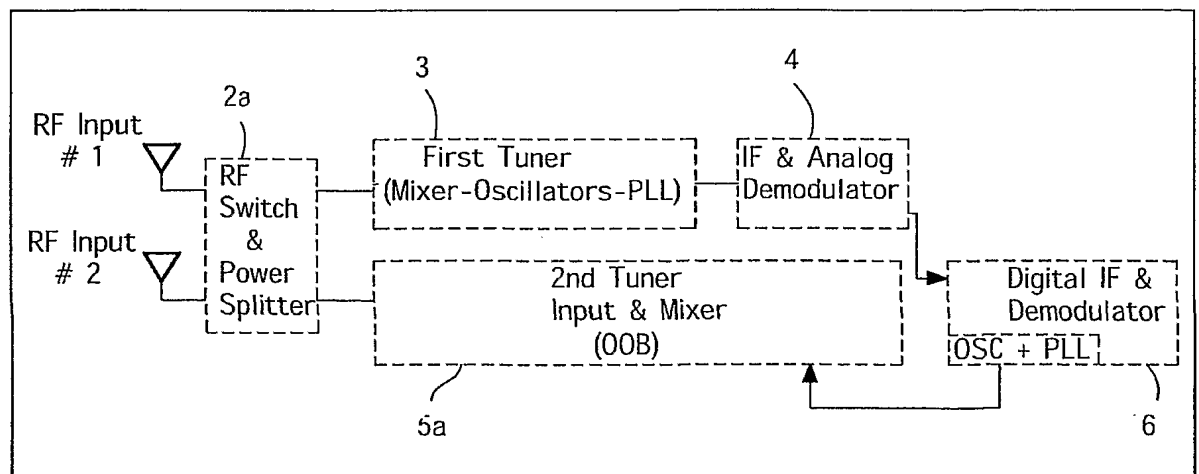 3
4
2a
RF Input
# 1
RF
Switch
&
Power
Splitter
First Tuner
(Mixer-Oscillators-PLL)
IF & Analog
Demodulator
RF Input
# 2
2nd Tuner
Input & Mixer
(OOB)
Digital IF &
Demodulator
OSC + PLL
5a
6